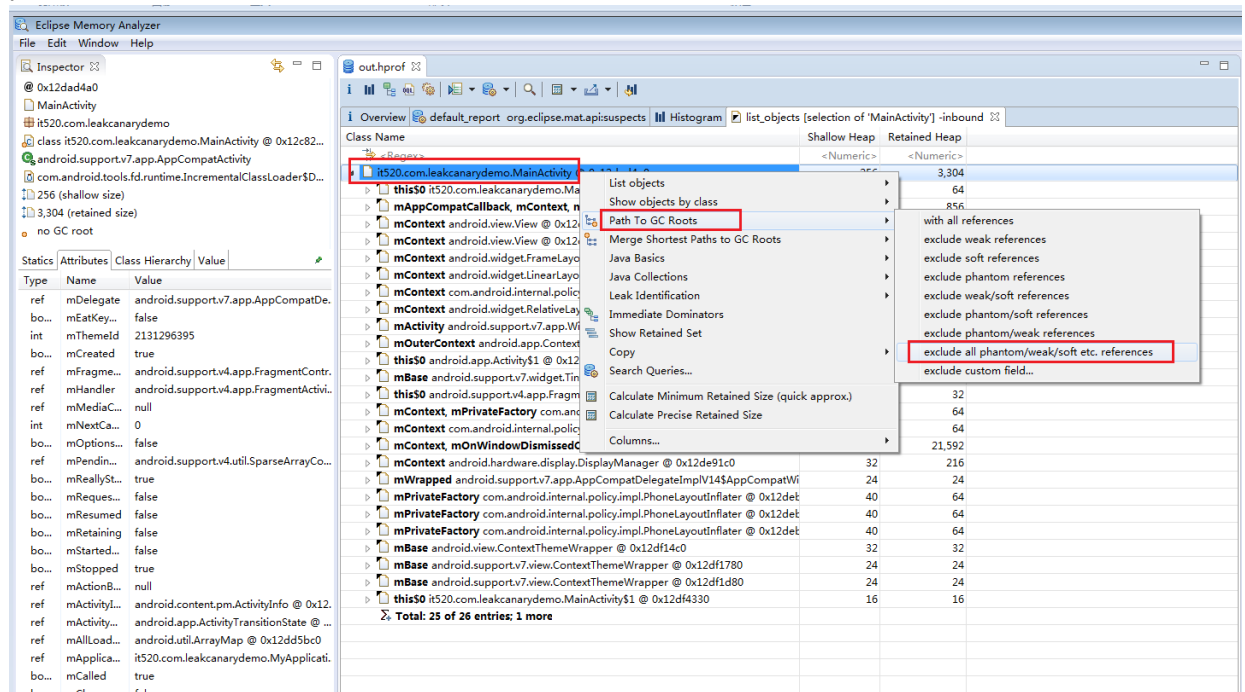 Eclipse Memory Analyzer
File Edit Window Help
Inspector
@ 0x12dad4a0
MainActivity
it520.com.leakcanarydemo
class it520.com.leakcanarydemo.MainActivity @ 0x12c82...
android.support.v7.app.AppCompatActivity
com.android.tools.fd.runtime.IncrementalClassLoader$D...
256 (shallow size)
3,304 (retained size)
no GC root
Statics Attributes Class Hierarchy Value
Type Name Value
ref mDelegate android.support.v7.app.AppCompatDe.
bo... mEatKey... false
int mThemeId 2131296395
bo... mCreated true
ref mFragme... android.support.v4.app.FragmentContr.
ref mHandler android.support.v4.app.FragmentActivi..
ref mMediaC... null
int mNextCa... 0
bo... mOptions... false
ref mPendin... android.support.v4.util.SparseArrayCo...
bo... mReallySt... true
bo... mReques... false
bo... mResumed false
bo... mRetaining false
bo... mStarted... false
bo... mStopped true
ref mActionB... null
ref mActivityI... android.content.pm.ActivityInfo @ 0x12.
ref mActivity... android.app.ActivityTransitionState @ ...
ref mAllLoad... android.util.ArrayMap @ 0x12dd5bc0
ref mApplica... it520.com.leakcanarydemo.MyApplicati.
bo... mCalled true
out.hprof
Overview default_report org.eclipse.mat.api:suspects Histogram list_objects [selection of 'MainActivity'] -inbound
Class Name Shallow Heap Retained Heap
<Regex> <Numeric> <Numeric>
it520.com.leakcanarydemo.MainActivity 3,304
this$0 it520.com.leakcanarydemo.Ma 64
mAppCompatCallback, mContext, m 856
mContext android.view.View @ 0x12
mContext android.view.View @ 0x12
mContext android.widget.FrameLayo
mContext android.widget.LinearLayo
mContext com.android.internal.polic
mContext android.widget.RelativeLay
mActivity android.support.v7.app.Wi
mOuterContext android.app.Context
this$0 android.app.Activity$1 @ 0x12
mBase android.support.v7.widget.Tin
this$0 android.support.v4.app.Fragm 32
mContext, mPrivateFactory com.and 64
mContext com.android.internal.polic 64
mContext, mOnWindowDismissedC 21,592
mContext android.hardware.display.DisplayManager @ 0x12de91c0 32 216
mWrapped android.support.v7.app.AppCompatDelegateImplV14$AppCompatWi 24 24
mPrivateFactory com.android.internal.policy.impl.PhoneLayoutInflater @ 0x12deb 40 64
mPrivateFactory com.android.internal.policy.impl.PhoneLayoutInflater @ 0x12deb 40 64
mPrivateFactory com.android.internal.policy.impl.PhoneLayoutInflater @ 0x12deb 40 64
mBase android.view.ContextThemeWrapper @ 0x12df14c0 32 32
mBase android.support.v7.view.ContextThemeWrapper @ 0x12df1780 24 24
mBase android.support.v7.view.ContextThemeWrapper @ 0x12df1d80 24 24
this$0 it520.com.leakcanarydemo.MainActivity$1 @ 0x12df4330 16 16
Total: 25 of 26 entries; 1 more
List objects
Show objects by class
Path To GC Roots
Merge Shortest Paths to GC Roots
Java Basics
Java Collections
Leak Identification
Immediate Dominators
Show Retained Set
Copy
Search Queries...
Calculate Minimum Retained Size (quick approx.)
Calculate Precise Retained Size
Columns...
with all references
exclude weak references
exclude soft references
exclude phantom references
exclude weak/soft references
exclude phantom/soft references
exclude phantom/weak references
exclude all phantom/weak/soft etc. references
exclude custom field...